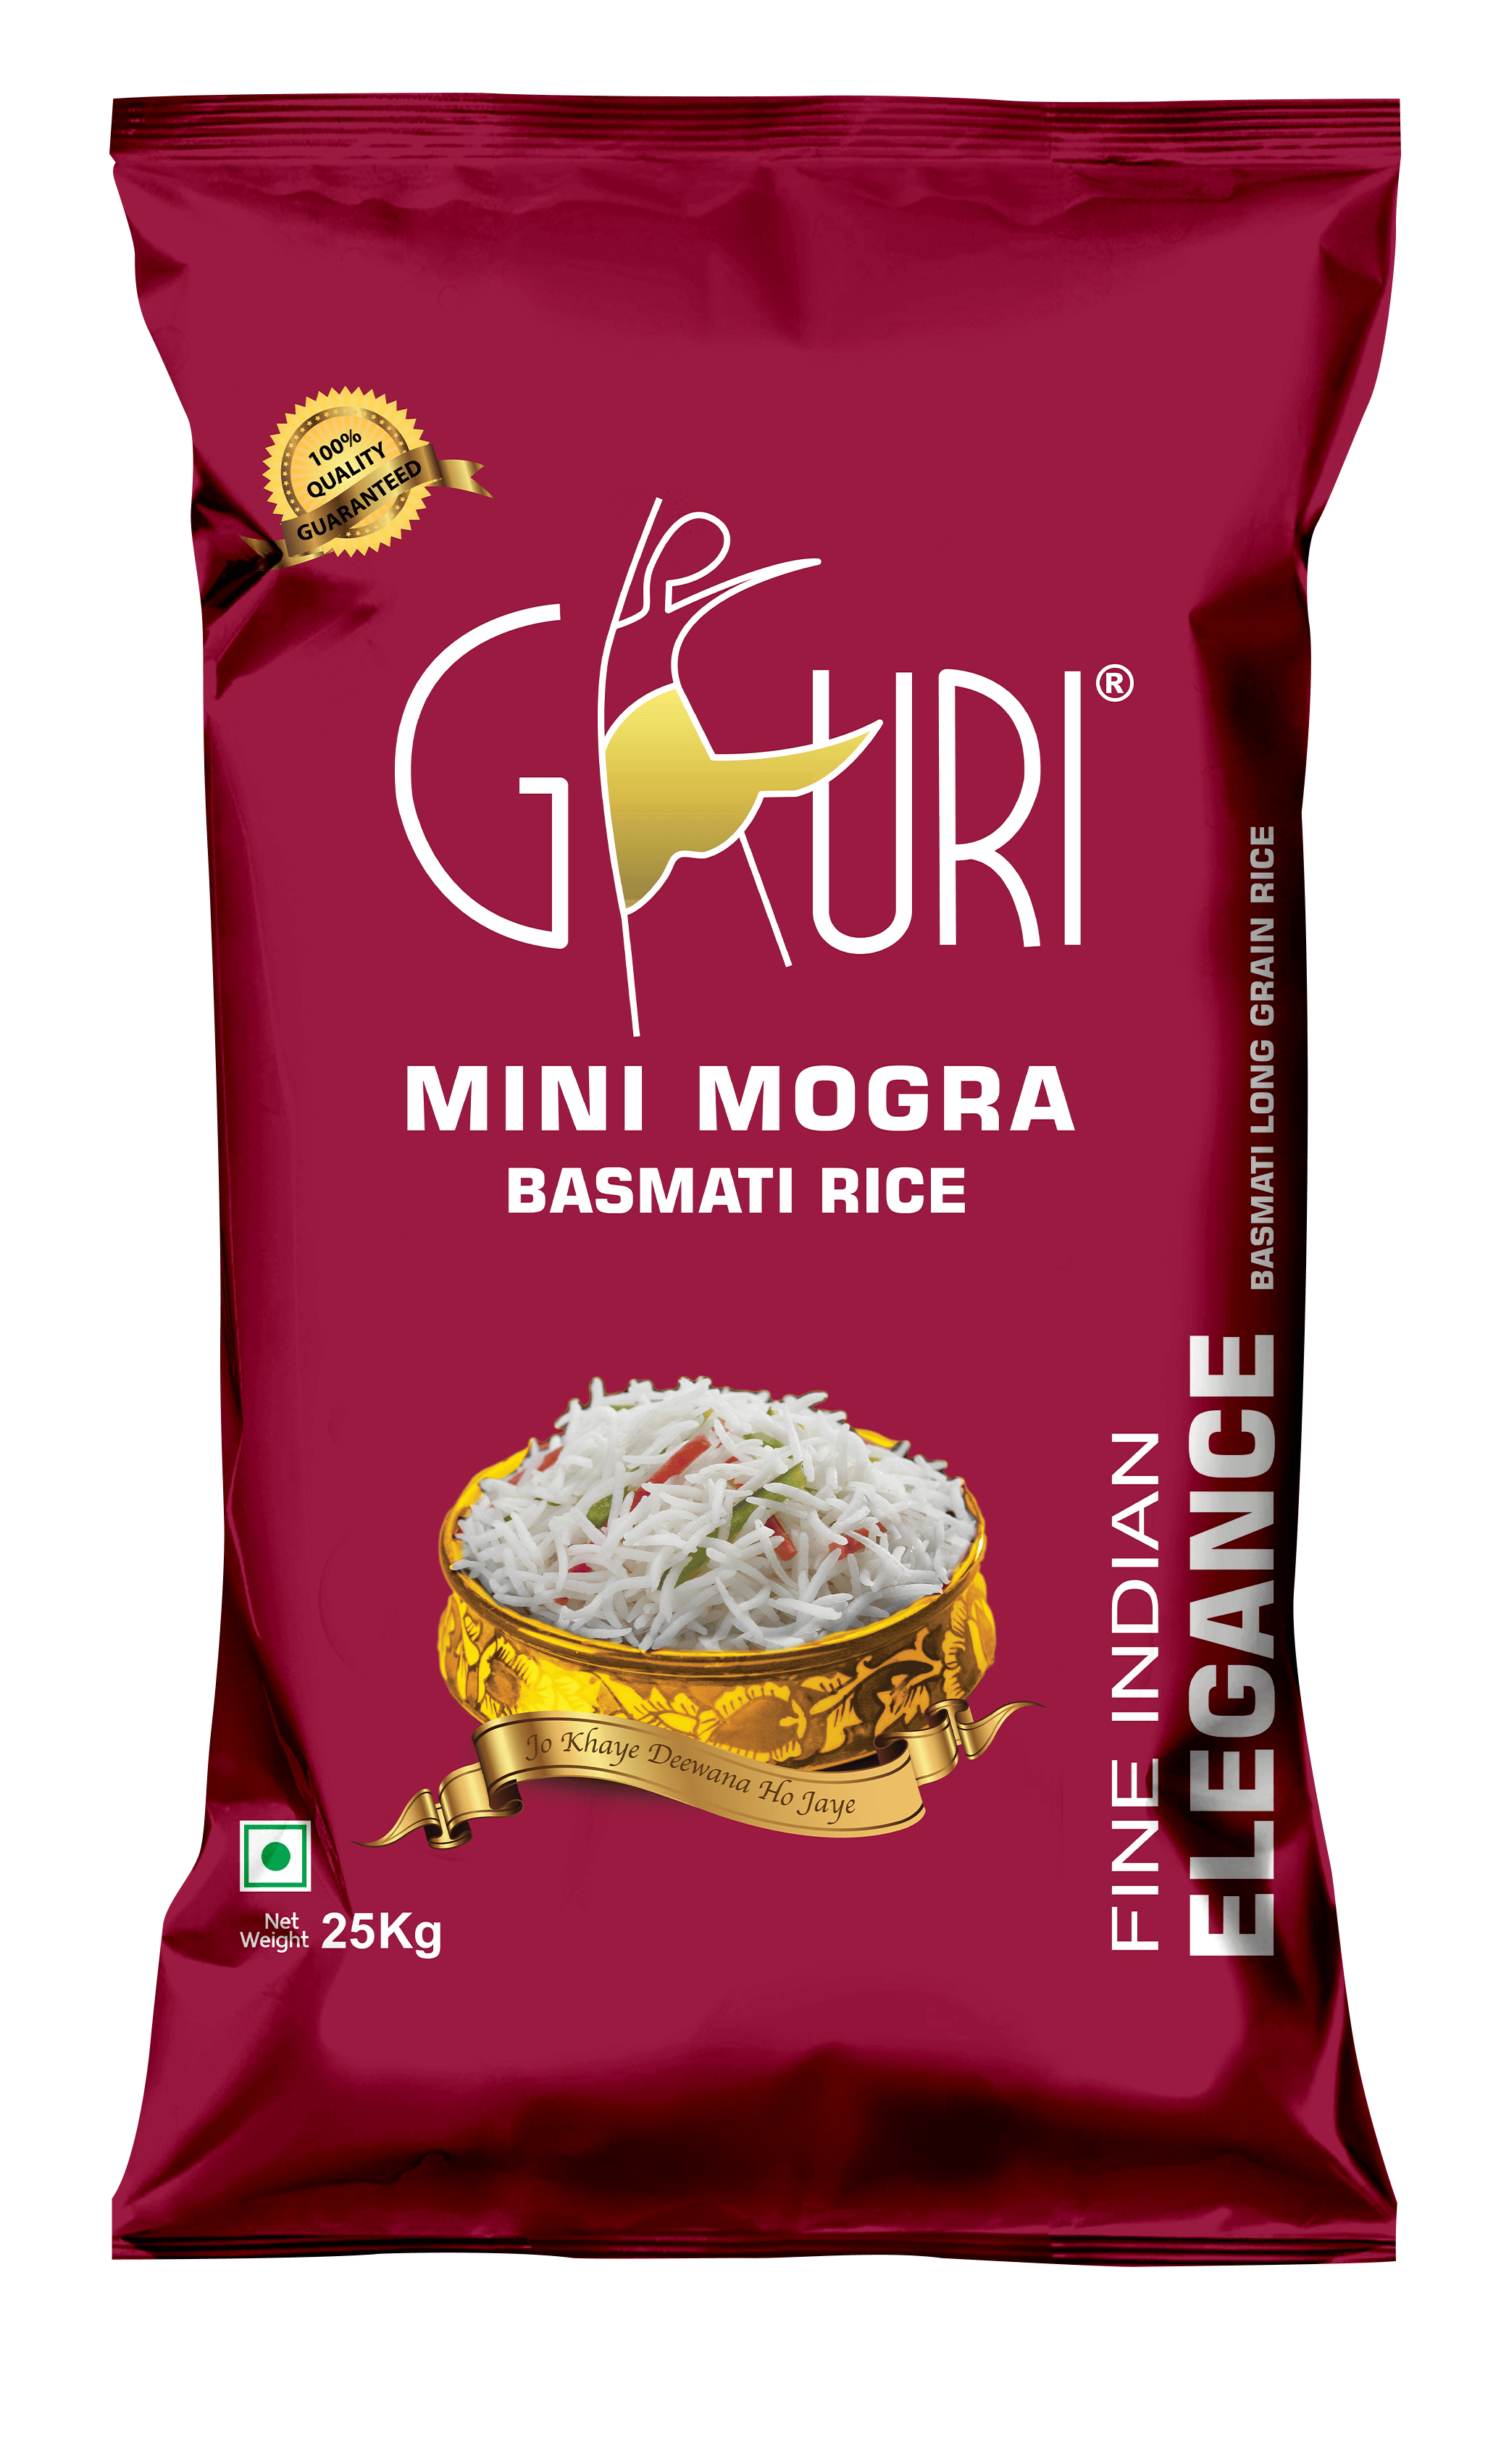 100%
QUALITY
GUARANTEED
GAURI®
MINI MOGRA
BASMATI RICE
BASMATI LONG GRAIN RICE
FINE INDIAN
ELEGANCE
Jo Khaye Deewana Ho Jaye
Net
Weight 25Kg